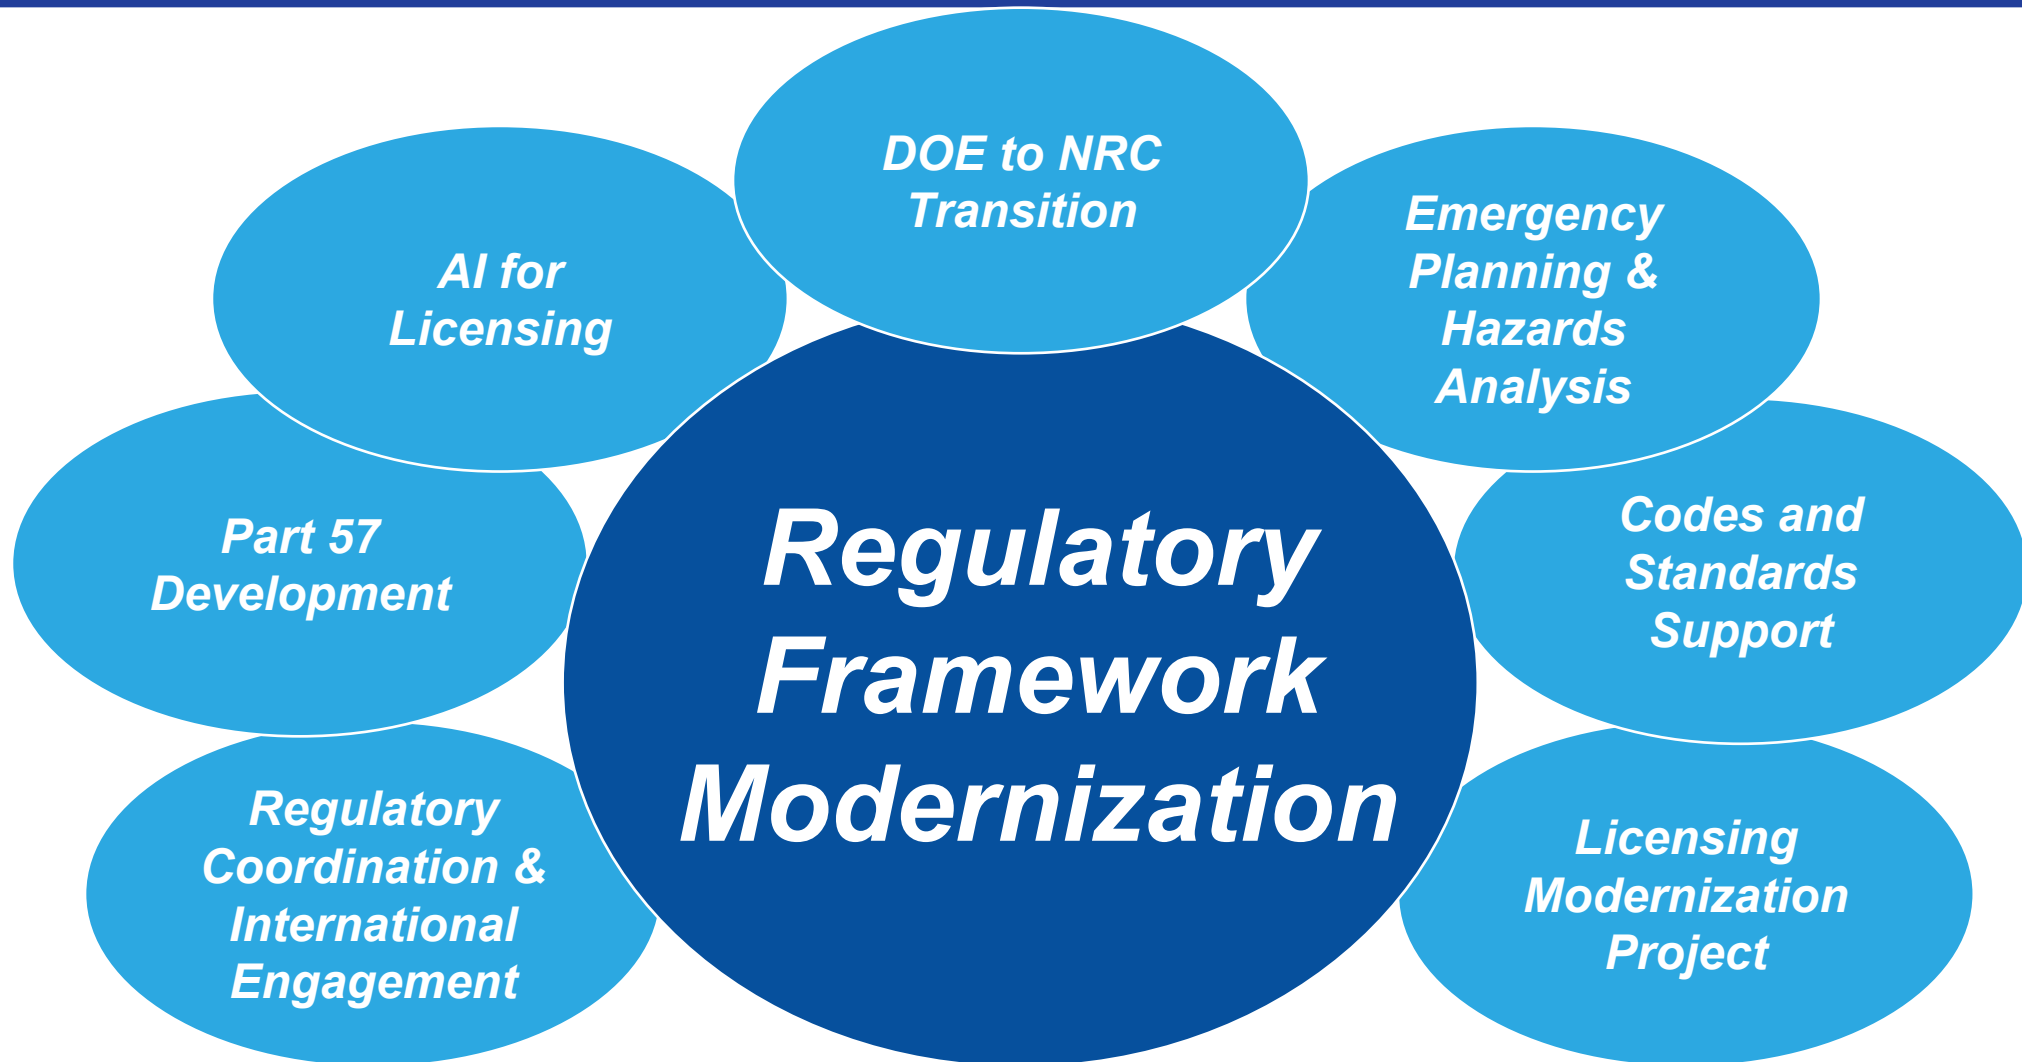 DOE to NRC
Transition
AI for
Licensing
Emergency
Planning &
Hazards
Analysis
Part 57
Development
Codes and
Standards
Support
Regulatory
Framework
Modernization
Regulatory
Coordination &
International
Engagement
Licensing
Modernization
Project